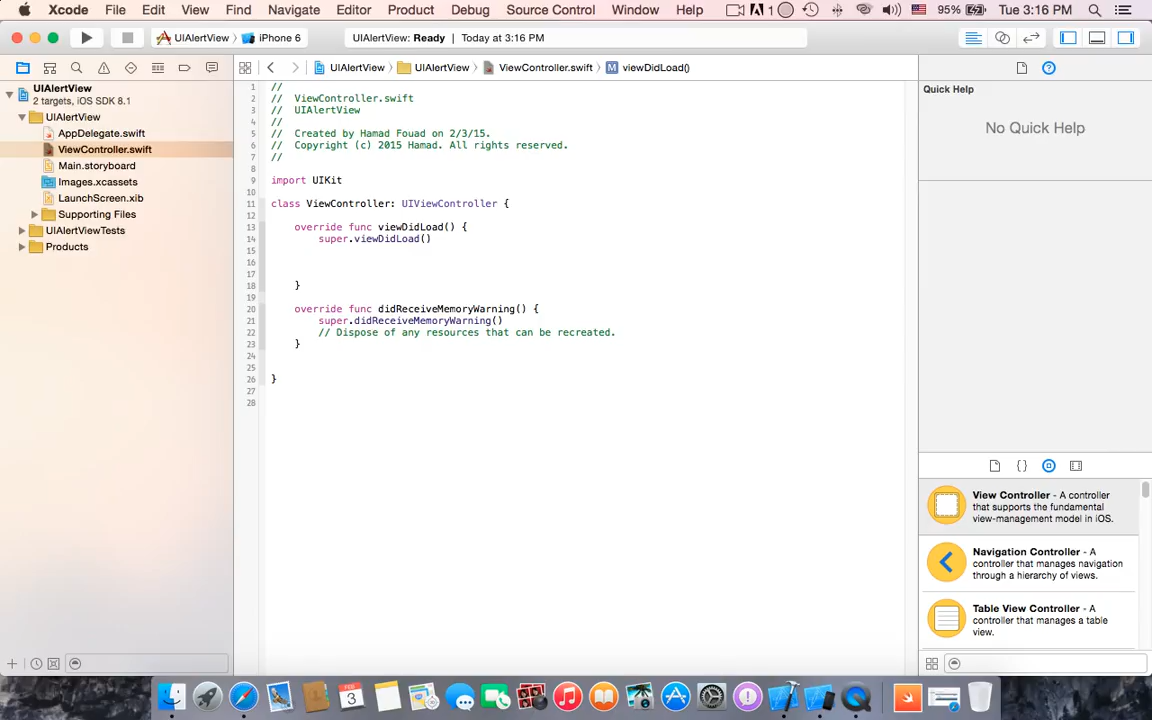 Xcode File Edit View Find Navigate Editor Product Debug Source Control Window Help 1 95% Tue 3:16 PM
UIAlertView iPhone 6 UIAlertView: Ready | Today at 3:16 PM
UIAlertView UIAlertView ViewController.swift M viewDidLoad()
UIAlertView
2 targets, iOS SDK 8.1
UIAlertView
AppDelegate.swift
ViewController.swift
Main.storyboard
Images.xcassets
LaunchScreen.xib
Supporting Files
UIAlertViewTests
Products
1 //
2 // ViewController.swift
3 // UIAlertView
4 //
5 // Created by Hamad Fouad on 2/3/15.
6 // Copyright (c) 2015 Hamad. All rights reserved.
7 //
8
9 import UIKit
10
11 class ViewController: UIViewController {
12
13 override func viewDidLoad() {
14 super.viewDidLoad()
15
16
17
18 }
19
20 override func didReceiveMemoryWarning() {
21 super.didReceiveMemoryWarning()
22 // Dispose of any resources that can be recreated.
23 }
24
25
26 }
27
28
Quick Help
No Quick Help
View Controller - A controller
that supports the fundamental
view-management model in iOS.
Navigation Controller - A
controller that manages navigation
through a hierarchy of views.
Table View Controller - A
controller that manages a table
view.
FEB
3